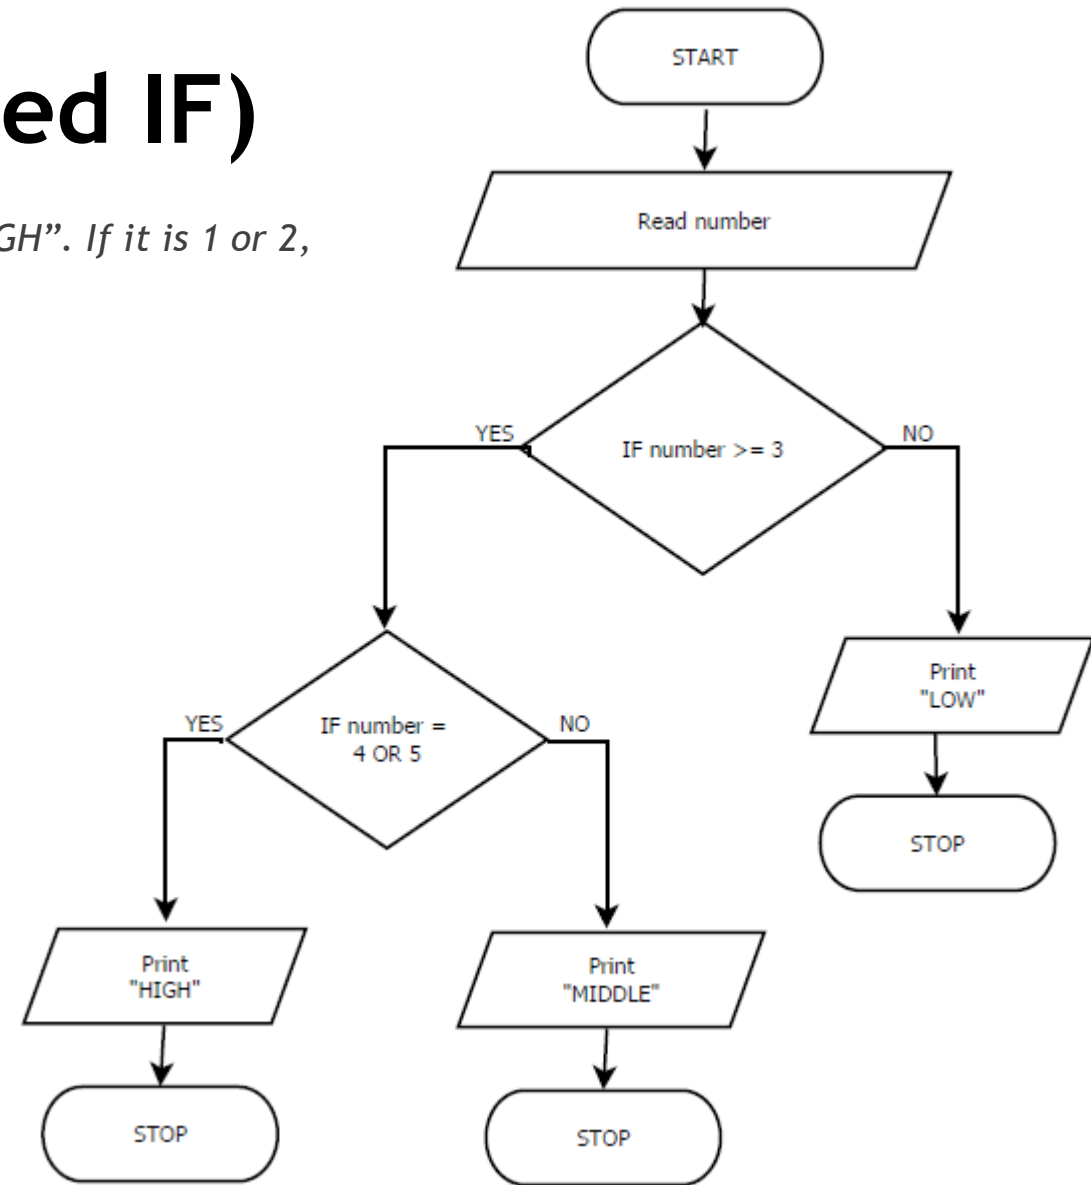 ed IF)
GH”. If it is 1 or 2,
START
Read number
IF number >= 3
YES
NO
IF number =
4 OR 5
YES
NO
Print
"LOW"
STOP
Print
"HIGH"
STOP
Print
"MIDDLE"
STOP